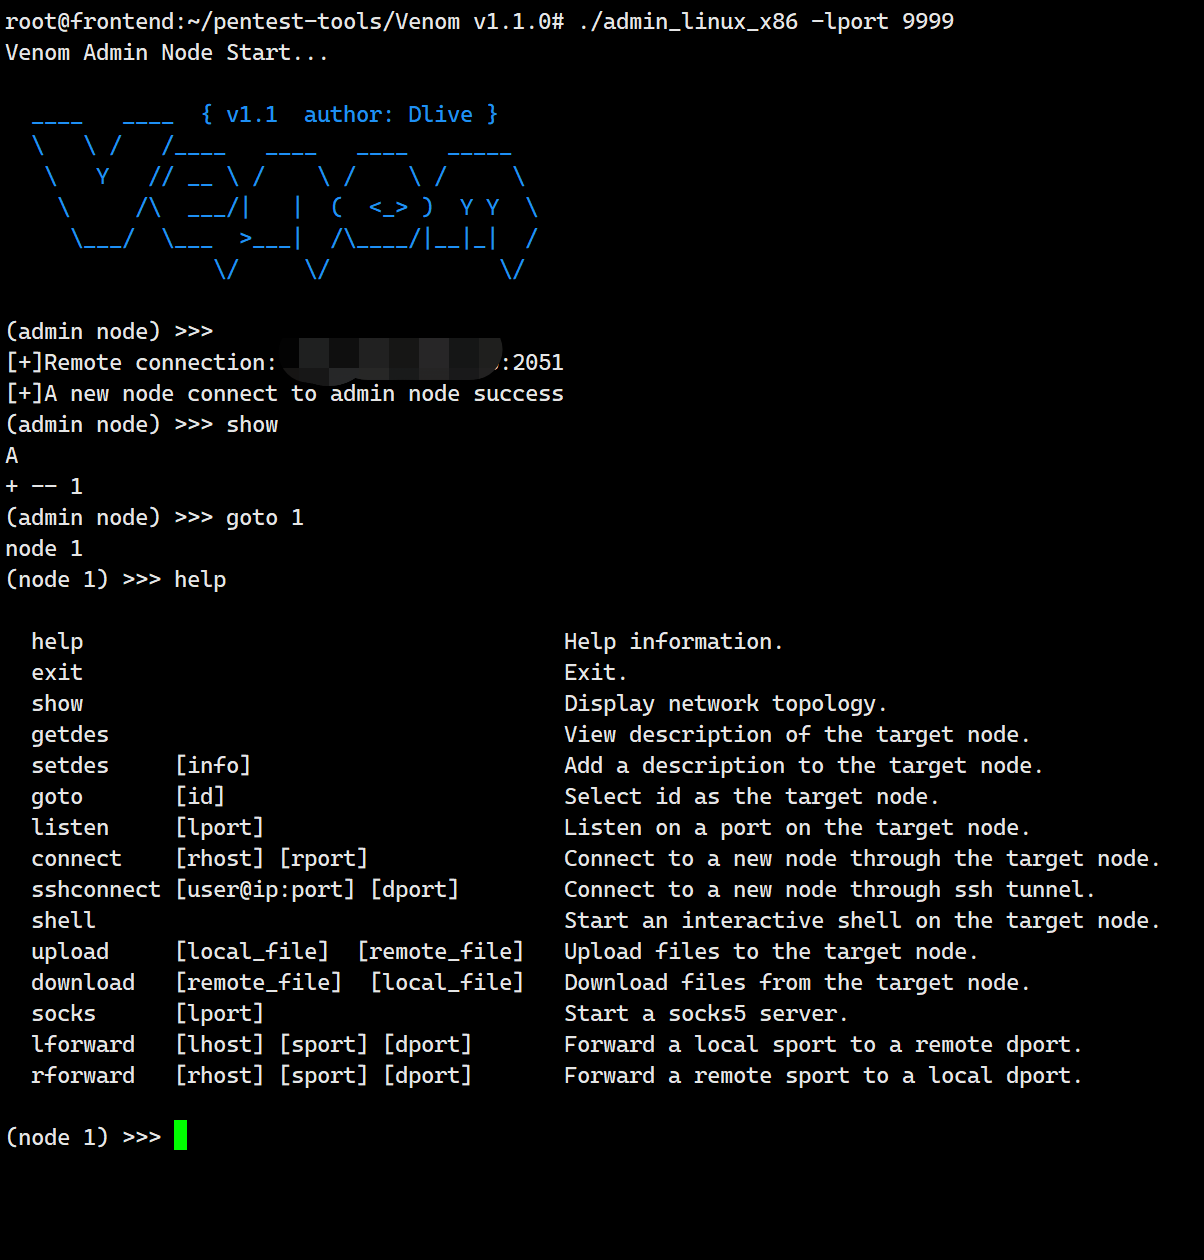 root@frontend:~/pentest-tools/Venom v1.1.0# ./admin_linux_x86 -lport 9999
Venom Admin Node Start...
____   ____  { v1.1  author: Dlive }
\   \ /   /____   ____   ____   _____
\   Y   // __ \ /    \ /    \ /     \
\     /\  ___/|   |  (  <_> )  Y Y  \
\___/  \___  >___|  /\____/|__|_|  /
\/     \/             \/
(admin node) >>>
[+]Remote connection: :2051
[+]A new node connect to admin node success
(admin node) >>> show
A
+ -- 1
(admin node) >>> goto 1
node 1
(node 1) >>> help
help Help information.
exit Exit.
show Display network topology.
getdes View description of the target node.
setdes [info] Add a description to the target node.
goto [id] Select id as the target node.
listen [lport] Listen on a port on the target node.
connect [rhost] [rport] Connect to a new node through the target node.
sshconnect [user@ip:port] [dport] Connect to a new node through ssh tunnel.
shell Start an interactive shell on the target node.
upload [local_file] [remote_file] Upload files to the target node.
download [remote_file] [local_file] Download files from the target node.
socks [lport] Start a socks5 server.
lforward [lhost] [sport] [dport] Forward a local sport to a remote dport.
rforward [rhost] [sport] [dport] Forward a remote sport to a local dport.
(node 1) >>>